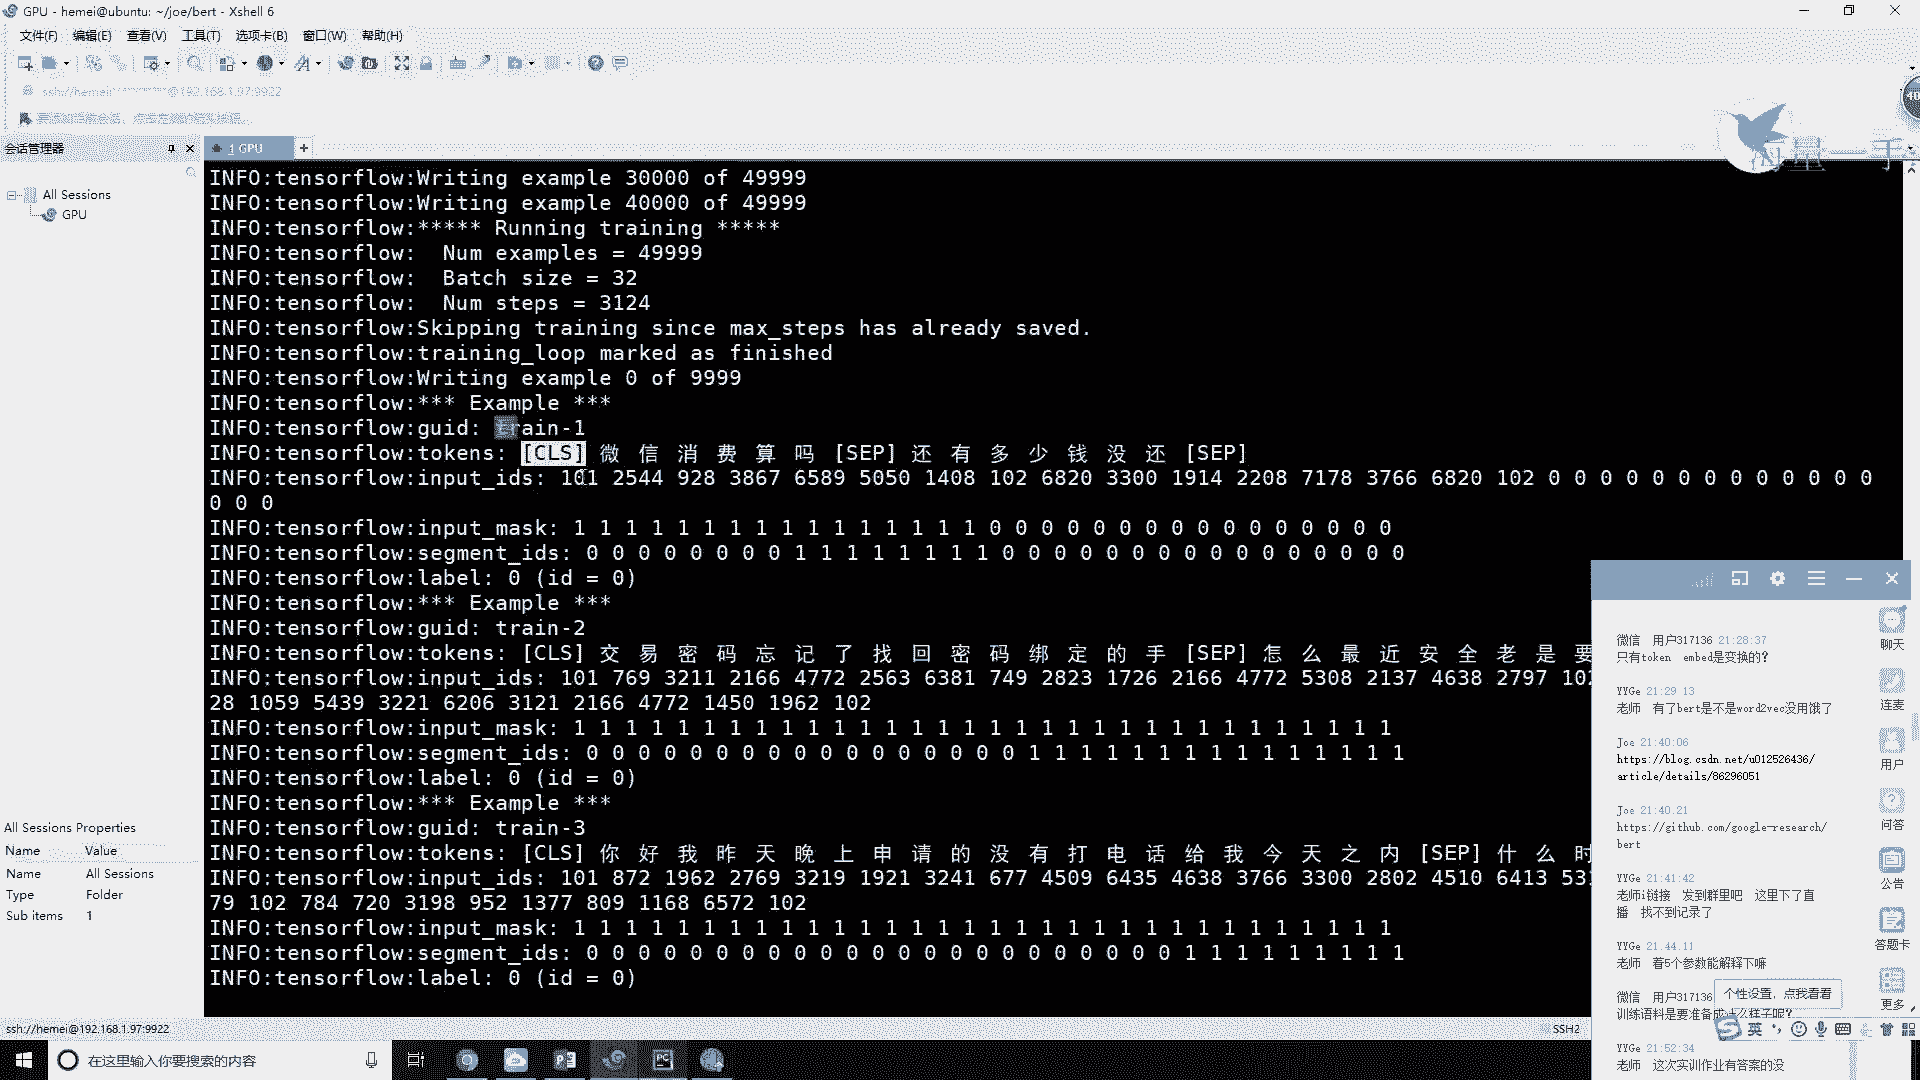 GPU - hemei@ubuntu: ~/joe/bert - Xshell 6
文件(F) 编辑(E) 查看(V) 工具(T) 选项卡(B) 窗口(W) 帮助(H)
会话管理器
1 GPU
All Sessions
GPU
INFO:tensorflow:Writing example 30000 of 49999
INFO:tensorflow:Writing example 40000 of 49999
INFO:tensorflow:***** Running training *****
INFO:tensorflow:  Num examples = 49999
INFO:tensorflow:  Batch size = 32
INFO:tensorflow:  Num steps = 3124
INFO:tensorflow:Skipping training since max_steps has already saved.
INFO:tensorflow:training_loop marked as finished
INFO:tensorflow:Writing example 0 of 9999
INFO:tensorflow:*** Example ***
INFO:tensorflow:guid: train-1
INFO:tensorflow:tokens: [CLS] 微 信 消 费 算 吗 [SEP] 还 有 多 少 钱 没 还 [SEP]
INFO:tensorflow:input_ids: 101 2544 928 3867 6589 5050 1408 102 6820 3300 1914 2208 7178 3766 6820 102 0 0 0 0 0 0 0 0 0 0 0 0 0
0 0 0
INFO:tensorflow:input_mask: 1 1 1 1 1 1 1 1 1 1 1 1 1 1 1 1 0 0 0 0 0 0 0 0 0 0 0 0 0 0 0 0
INFO:tensorflow:segment_ids: 0 0 0 0 0 0 0 0 1 1 1 1 1 1 1 1 0 0 0 0 0 0 0 0 0 0 0 0 0 0 0 0
INFO:tensorflow:label: 0 (id = 0)
INFO:tensorflow:*** Example ***
INFO:tensorflow:guid: train-2
INFO:tensorflow:tokens: [CLS] 交 易 密 码 忘 记 了 找 回 密 码 绑 定 的 手 [SEP] 怎 么 最 近 安 全 老 是 要
INFO:tensorflow:input_ids: 101 769 3211 2166 4772 2563 6381 749 2823 1726 2166 4772 5308 2137 4638 2797 102
28 1059 5439 3221 6206 3121 2166 4772 1450 1962 102
INFO:tensorflow:input_mask: 1 1 1 1 1 1 1 1 1 1 1 1 1 1 1 1 1 1 1 1 1 1 1 1 1 1 1 1 1 1 1 1
INFO:tensorflow:segment_ids: 0 0 0 0 0 0 0 0 0 0 0 0 0 0 0 0 0 1 1 1 1 1 1 1 1 1 1 1 1 1 1 1
INFO:tensorflow:label: 0 (id = 0)
INFO:tensorflow:*** Example ***
INFO:tensorflow:guid: train-3
INFO:tensorflow:tokens: [CLS] 你 好 我 昨 天 晚 上 申 请 的 没 有 打 电 话 给 我 今 天 之 内 [SEP] 什 么 时
INFO:tensorflow:input_ids: 101 872 1962 2769 3219 1921 3241 677 4509 6435 4638 3766 3300 2802 4510 6413 53
79 102 784 720 3198 952 1377 809 1168 6572 102
INFO:tensorflow:input_mask: 1 1 1 1 1 1 1 1 1 1 1 1 1 1 1 1 1 1 1 1 1 1 1 1 1 1 1 1 1 1 1 1
INFO:tensorflow:segment_ids: 0 0 0 0 0 0 0 0 0 0 0 0 0 0 0 0 0 0 0 0 0 0 0 1 1 1 1 1 1 1 1 1
INFO:tensorflow:label: 0 (id = 0)
All Sessions Properties
Name Value
Name All Sessions
Type Folder
Sub items 1
微信 用户317136 21:28:37
只有token embed是变换的?
YYGe 21:29 13
老师 有了bert是不是word2vec没用饿了
Joe 21:40:06
https://blog.csdn.net/u012526436/
article/details/86296051
Joe 21:40.21
https://github.com/google-research/
bert
YYGe 21:41:42
老师i链接 发到群里吧 这里下了直
播 找不到记录了
YYGe 21.44.11
老师 着5个参数能解释下嘛
微信 用户317136
个性设置，点我看看
训练语料是要准备成
YYGe 21:52:34
老师 这次实训作业有答案的没
聊天
连麦
用户
问答
公告
答题卡
更多
英
ssh://hemei@192.168.1.97:9922
SSH2
在这里输入你要搜索的内容